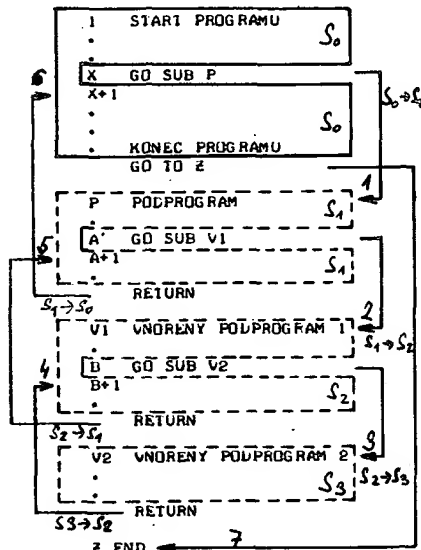 1 START PROGRAMU
S₀
X GO SUB P
6
X+1
S₀→S₁
S₀
KONEC PROGRAMU
GO TO Z
1
P PODPROGRAM
S₁
A' GO SUB V1
5
A+1
S₁
RETURN
S₁→S₀
2
V1 VNORENY PODPROGRAM 1
S₁→S₂
4
B GO SUB V2
B+1
S₂
RETURN
S₂→S₁
3
V2 VNORENY PODPROGRAM 2
S₂→S₃
S₃
RETURN
S3→S₂
7
Z END